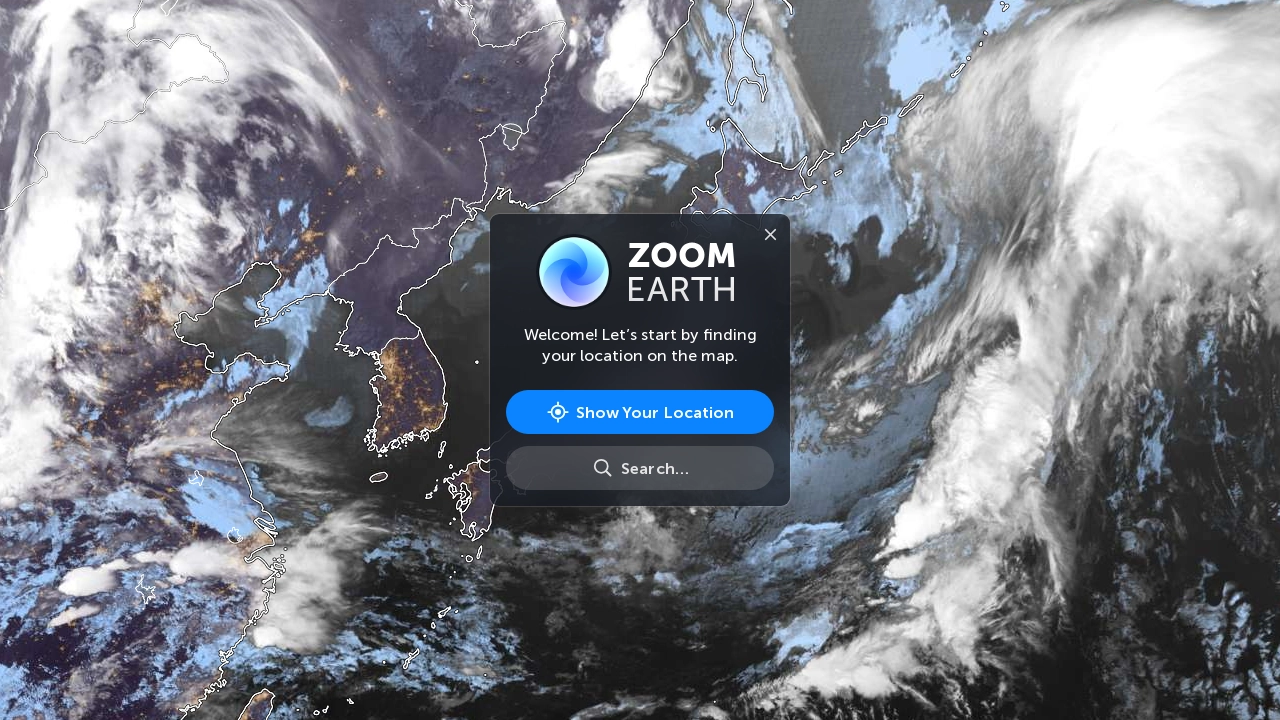 ZOOM
EARTH
Welcome! Let’s start by finding
your location on the map.
Show Your Location
Search…